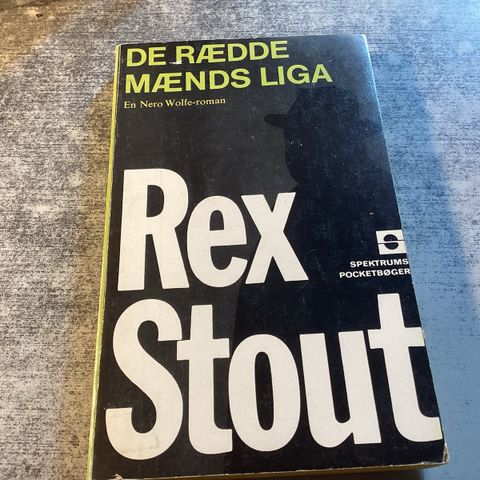 DE RÆDDE
MÆNDS LIGA
En Nero Wolfe-roman
Rex
SPEKTRUMS
POCKETBØGER
Stout